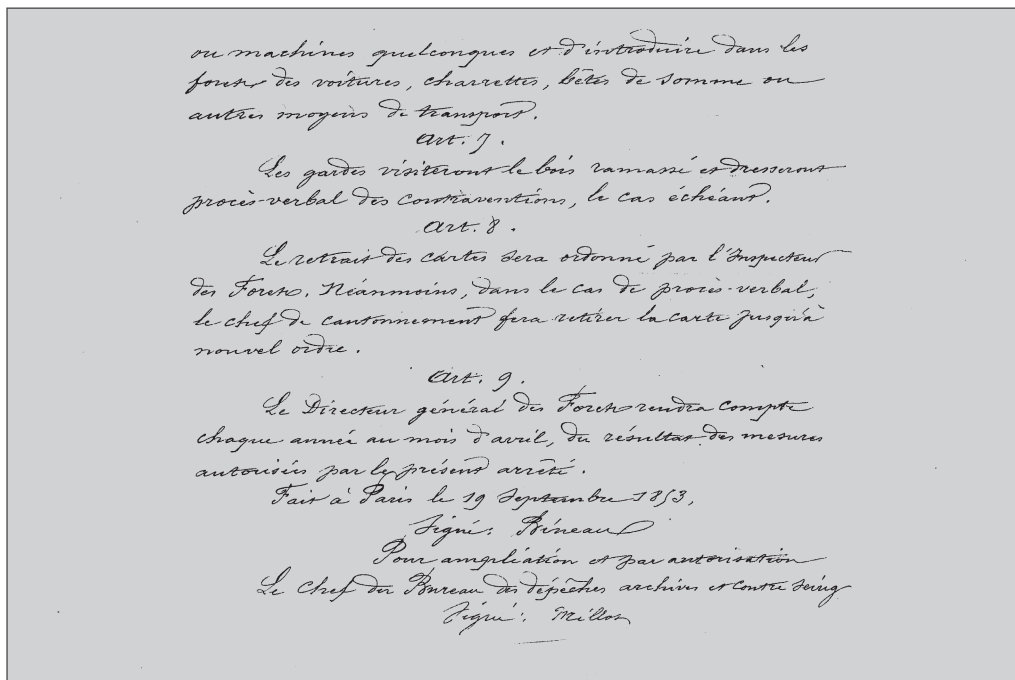 ou machines quelconques et d'introduire dans les
forets des voitures, charrettes, bêtes de somme ou
autres moyens de transport.
Art. 7.
Les gardes visiteront le bois ramassé et dresseront
procès-verbal des contraventions, le cas échéant.
Art. 8.
Le retrait des cartes sera ordonné par l'Inspecteur
des Forets. Néanmoins, dans le cas de procès-verbal,
le chef de cantonnement fera retirer la carte jusqu'à
nouvel ordre.
Art. 9.
Le Directeur général des Forets rendra compte
chaque année au mois d'avril, du résultat des mesures
autorisées par le présent arrêté.
Fait à Paris le 19 Septembre 1853,
Signé: Bineau
Pour ampliation et par autorisation
Le Chef du Bureau des dépêches archives et contre seing
Signé: Millot